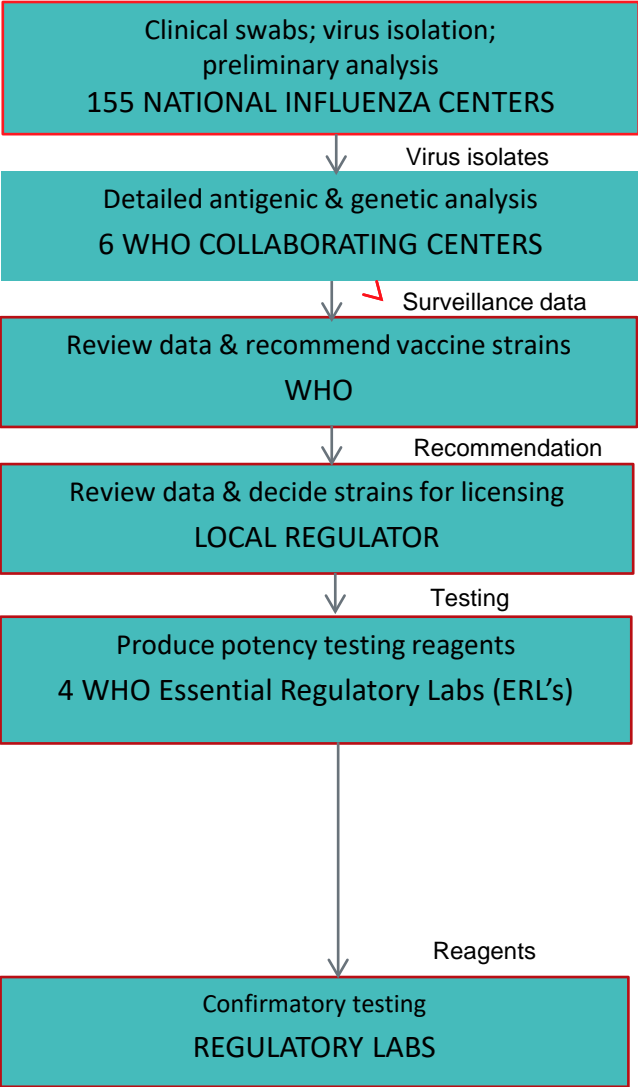 Clinical swabs; virus isolation;
preliminary analysis
155 NATIONAL INFLUENZA CENTERS
Virus isolates
Detailed antigenic & genetic analysis
6 WHO COLLABORATING CENTERS
Surveillance data
Review data & recommend vaccine strains
WHO
Recommendation
Review data & decide strains for licensing
LOCAL REGULATOR
Testing
Produce potency testing reagents
4 WHO Essential Regulatory Labs (ERL's)
Reagents
Confirmatory testing
REGULATORY LABS